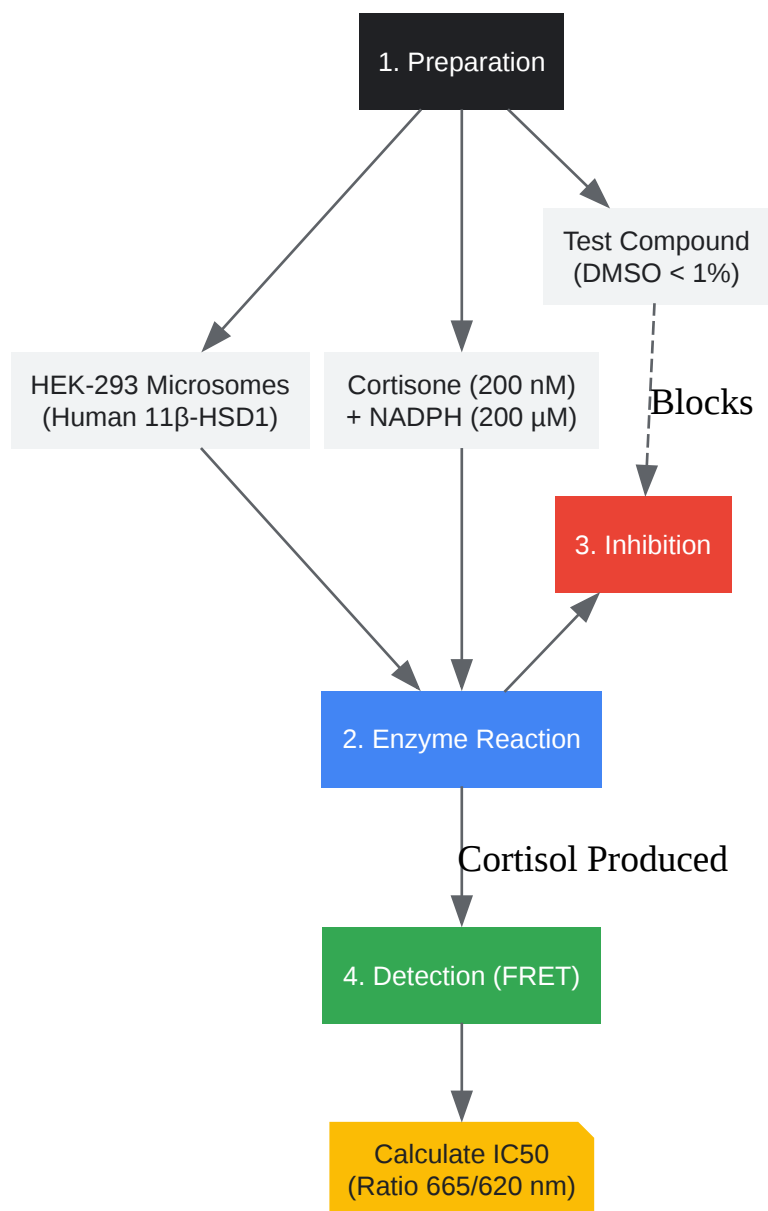 1. Preparation
Test Compound
(DMSO < 1%)
HEK-293 Microsomes
(Human 11β-HSD1)
Cortisone (200 nM)
+ NADPH (200 µM)
Blocks
3. Inhibition
2. Enzyme Reaction
Cortisol Produced
4. Detection (FRET)
Calculate IC50
(Ratio 665/620 nm)